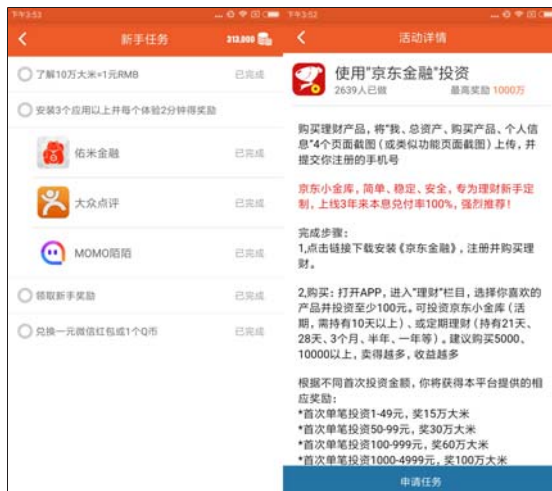 下午3:53
新手任务
313,000
了解10万大米=1元RMB
已完成
安装3个应用以上并每个体验2分钟得奖励
佑米金融
已完成
大众点评
已完成
MOMO陌陌
已完成
领取新手奖励
已完成
兑换一元微信红包或1个Q币
已完成
下午3:52
活动详情
使用"京东金融"投资
2639人已做
最高奖励 1000万
购买理财产品，将"我、总资产、购买产品、个人信
息"4个页面截图（或类似功能页面截图）上传，并
提交你注册的手机号
京东小金库，简单、稳定、安全，专为理财新手定
制，上线3年来本息兑付率100%，强烈推荐！
完成步骤：
1,点击链接下载安装《京东金融》，注册并购买理
财。
2,购买：打开APP，进入"理财"栏目，选择你喜欢的
产品并投资至少100元。可投资京东小金库（活
期，需持有10天以上）、或定期理财（持有21天、
28天、3个月、半年、一年等）。建议购买5000、
10000以上，卖得越多，收益越多
根据不同首次投资金额，你将获得本平台提供的相
应奖励：
*首次单笔投资1-49元，奖15万大米
*首次单笔投资50-99元，奖30万大米
*首次单笔投资100-999元，奖60万大米
*首次单笔投资1000-4999元，奖100万大米
申请任务